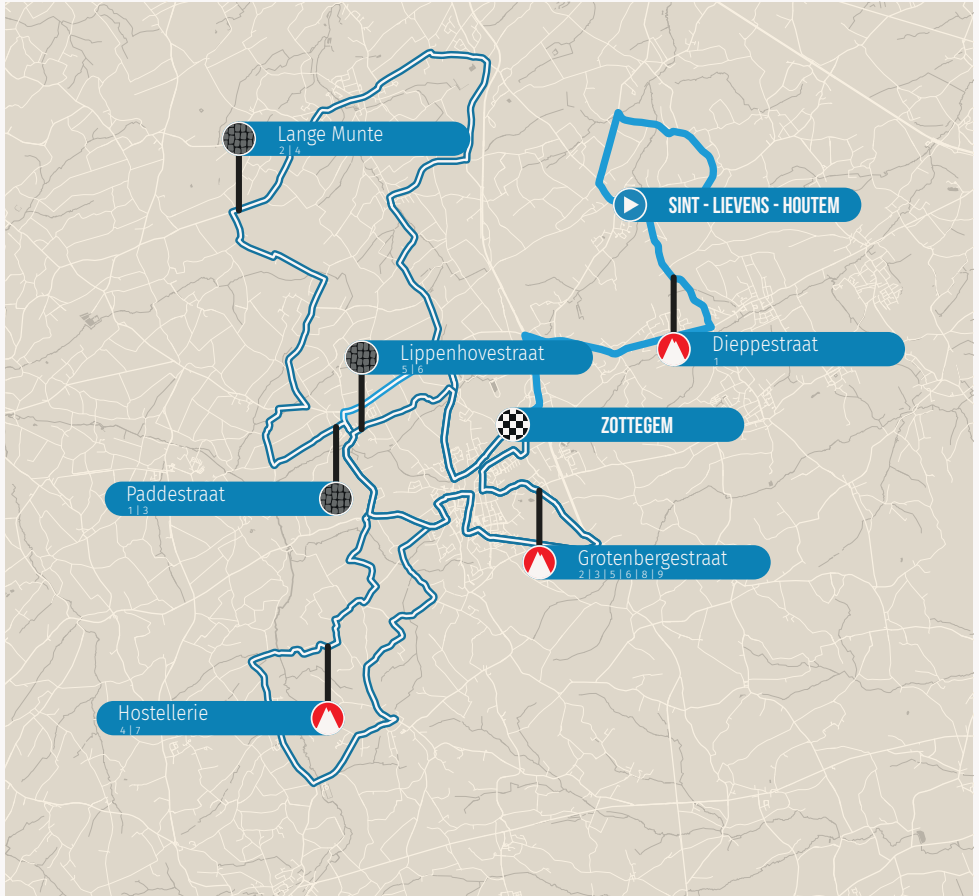 Lange Munte
2 | 4
SINT - LIEVENS - HOUTEM
Dieppestraat
1
Lippenhovestraat
5 | 6
ZOTTEGEM
Paddestraat
1 | 3
Grotenbergestraat
2 | 3 | 5 | 6 | 8 | 9
Hostellerie
4 | 7